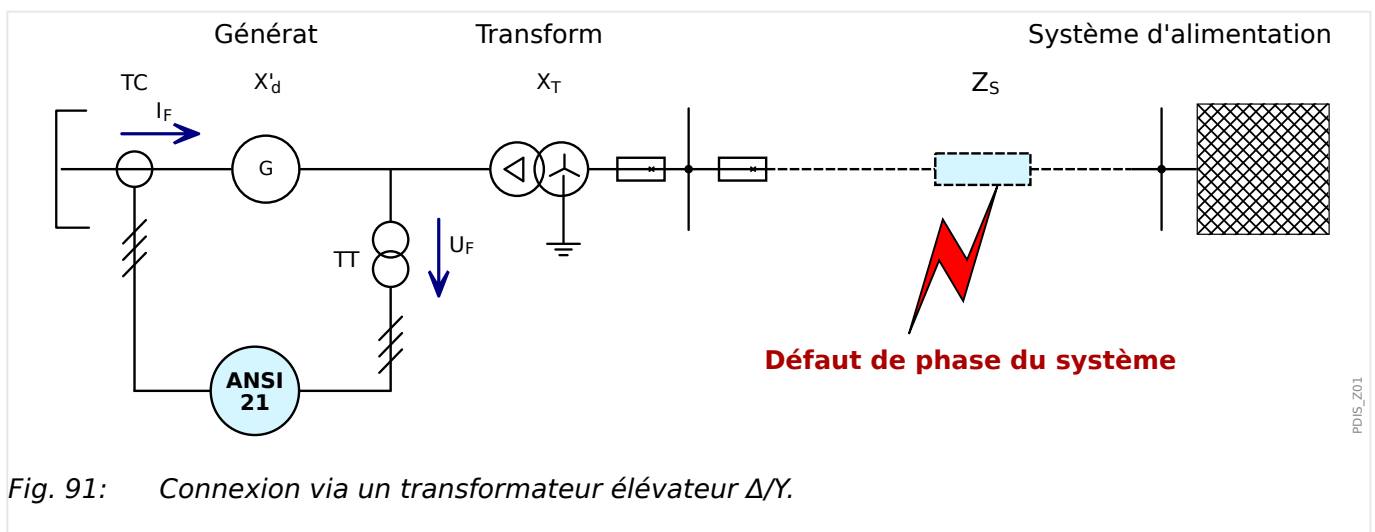 Générat Transform Système d'alimentation
TC X'd XT ZS
IF
G
TT UF
ANSI
21
Défaut de phase du système
PDIS_Z01
Fig. 91: Connexion via un transformateur élévateur Δ/Y.